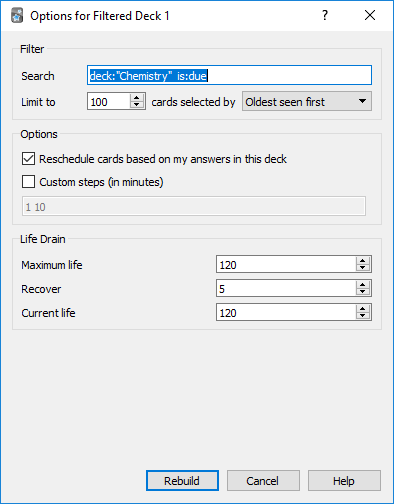 Options for Filtered Deck 1
Filter
Search deck:"Chemistry" is:due
Limit to 100 cards selected by Oldest seen first
Options
Reschedule cards based on my answers in this deck
Custom steps (in minutes)
1 10
Life Drain
Maximum life 120
Recover 5
Current life 120
Rebuild Cancel Help